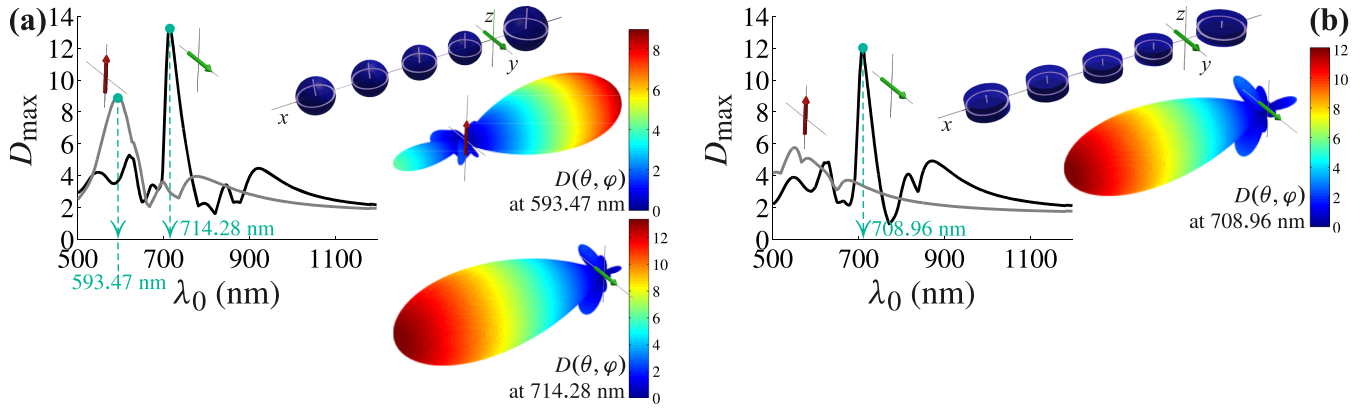 (a)
14
12
10
8
6
4
2
0
D_max
500
700
900
1100
593.47 nm
714.28 nm
λ₀ (nm)
x
z
y
8
6
4
2
0
D(θ, φ)
at 593.47 nm
12
10
8
6
4
2
0
D(θ, φ)
at 714.28 nm
(b)
14
12
10
8
6
4
2
0
D_max
500
700
900
1100
708.96 nm
λ₀ (nm)
x
z
y
12
10
8
6
4
2
0
D(θ, φ)
at 708.96 nm